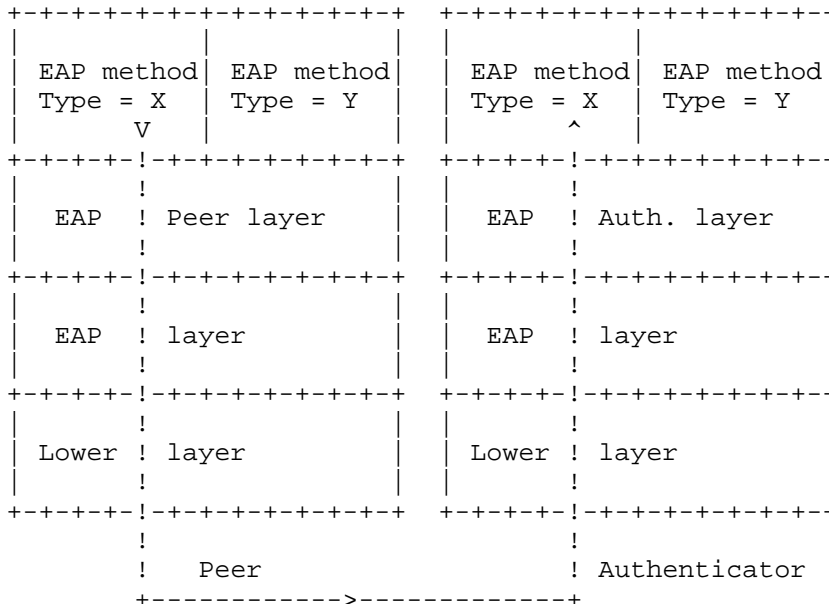 +-+-+-+-+-+-+-+-+-+-+-+-+  +-+-+-+-+-+-+-+-+-+-+-+-+
|           |           |  |           |
| EAP method| EAP method|  | EAP method| EAP method
| Type = X  | Type = Y  |  | Type = X  | Type = Y
|       V   |           |  |       ^   |
+-+-+-+-!-+-+-+-+-+-+-+-+  +-+-+-+-!-+-+-+-+-+-+-+-+
|       !               |  |       !
|  EAP  ! Peer layer    |  |  EAP  ! Auth. layer
|       !               |  |       !
+-+-+-+-!-+-+-+-+-+-+-+-+  +-+-+-+-!-+-+-+-+-+-+-+-+
|       !               |  |       !
|  EAP  ! layer         |  |  EAP  ! layer
|       !               |  |       !
+-+-+-+-!-+-+-+-+-+-+-+-+  +-+-+-+-!-+-+-+-+-+-+-+-+
|       !               |  |       !
| Lower ! layer         |  | Lower ! layer
|       !               |  |       !
+-+-+-+-!-+-+-+-+-+-+-+-+  +-+-+-+-!-+-+-+-+-+-+-+-+
        !                          !
        !   Peer                   ! Authenticator
        +------------>-------------+